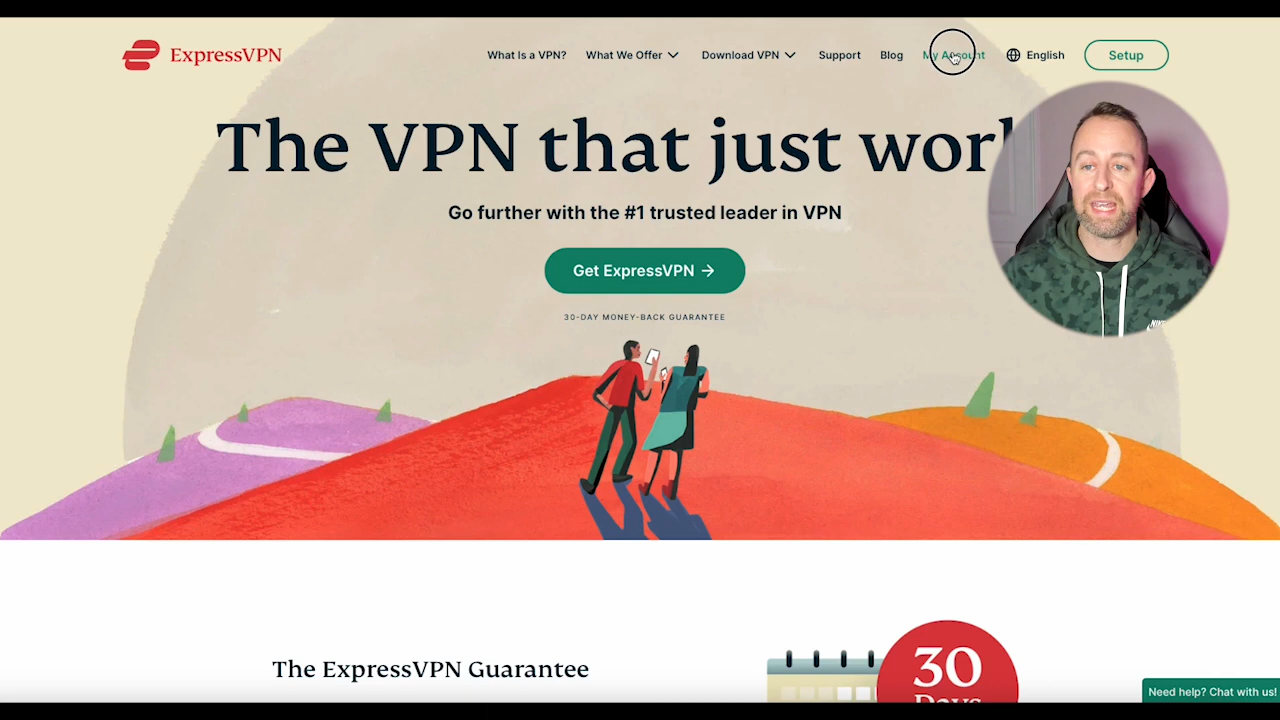 ExpressVPN
What Is a VPN? What We Offer Download VPN Support Blog My Account English Setup
The VPN that just
Go further with the #1 trusted leader in VPN
Get ExpressVPN →
30-DAY MONEY-BACK GUARANTEE
NIKE
The ExpressVPN Guarantee
30
Days
Need help? Chat with us!